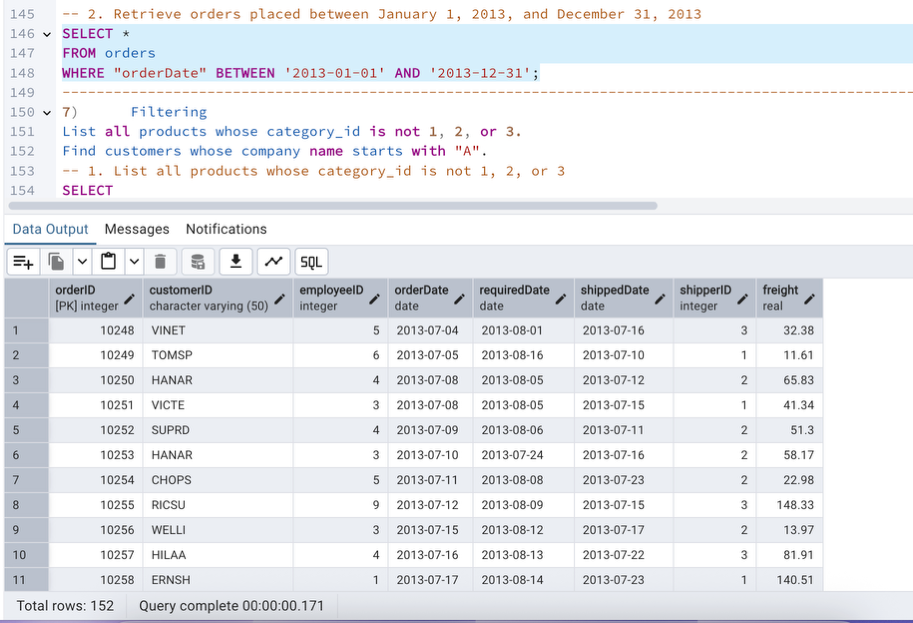 145 -- 2. Retrieve orders placed between January 1, 2013, and December 31, 2013
146 SELECT *
147 FROM orders
148 WHERE "orderDate" BETWEEN '2013-01-01' AND '2013-12-31';
149 ----------------------------------------------------------------------------------------------------
150 7) Filtering
151 List all products whose category_id is not 1, 2, or 3.
152 Find customers whose company name starts with "A".
153 -- 1. List all products whose category_id is not 1, 2, or 3
154 SELECT
Data Output Messages Notifications
SQL
orderID customerID employeeID orderDate requiredDate shippedDate shipperID freight
[PK] integer character varying (50) integer date date date integer real
1 10248 VINET 5 2013-07-04 2013-08-01 2013-07-16 3 32.38
2 10249 TOMSP 6 2013-07-05 2013-08-16 2013-07-10 1 11.61
3 10250 HANAR 4 2013-07-08 2013-08-05 2013-07-12 2 65.83
4 10251 VICTE 3 2013-07-08 2013-08-05 2013-07-15 1 41.34
5 10252 SUPRD 4 2013-07-09 2013-08-06 2013-07-11 2 51.3
6 10253 HANAR 3 2013-07-10 2013-07-24 2013-07-16 2 58.17
7 10254 CHOPS 5 2013-07-11 2013-08-08 2013-07-23 2 22.98
8 10255 RICSU 9 2013-07-12 2013-08-09 2013-07-15 3 148.33
9 10256 WELLI 3 2013-07-15 2013-08-12 2013-07-17 2 13.97
10 10257 HILAA 4 2013-07-16 2013-08-13 2013-07-22 3 81.91
11 10258 ERNSH 1 2013-07-17 2013-08-14 2013-07-23 1 140.51
Total rows: 152 Query complete 00:00:00.171